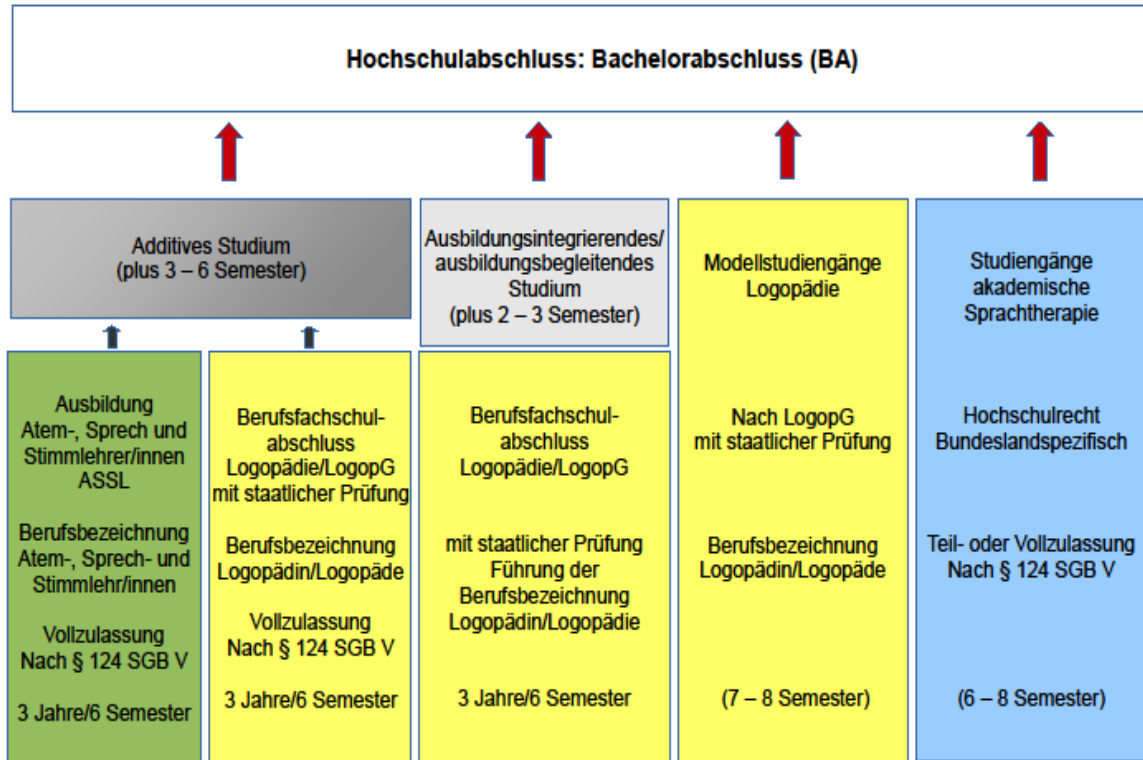 Hochschulabschluss: Bachelorabschluss (BA)
Additives Studium
(plus 3 – 6 Semester)
Ausbildungsintegrierendes/
ausbildungsbegleitendes
Studium
(plus 2 – 3 Semester)
Modellstudiengänge
Logopädie
Studiengänge
akademische
Sprachtherapie
Ausbildung
Atem-, Sprech und
Stimmlehrer/innen
ASSL
Berufsbezeichnung
Atem-, Sprech- und
Stimmlehr/innen
Vollzulassung
Nach § 124 SGB V
3 Jahre/6 Semester
Berufsfachschul-
abschluss
Logopädie/LogopG
mit staatlicher Prüfung
Berufsbezeichnung
Logopädin/Logopäde
Vollzulassung
Nach § 124 SGB V
3 Jahre/6 Semester
Berufsfachschul-
abschluss
Logopädie/LogopG
mit staatlicher Prüfung
Führung der
Berufsbezeichnung
Logopädin/Logopädie
3 Jahre/6 Semester
Nach LogopG
mit staatlicher Prüfung
Berufsbezeichnung
Logopädin/Logopäde
(7 – 8 Semester)
Hochschulrecht
Bundeslandspezifisch
Teil- oder Vollzulassung
Nach § 124 SGB V
(6 – 8 Semester)